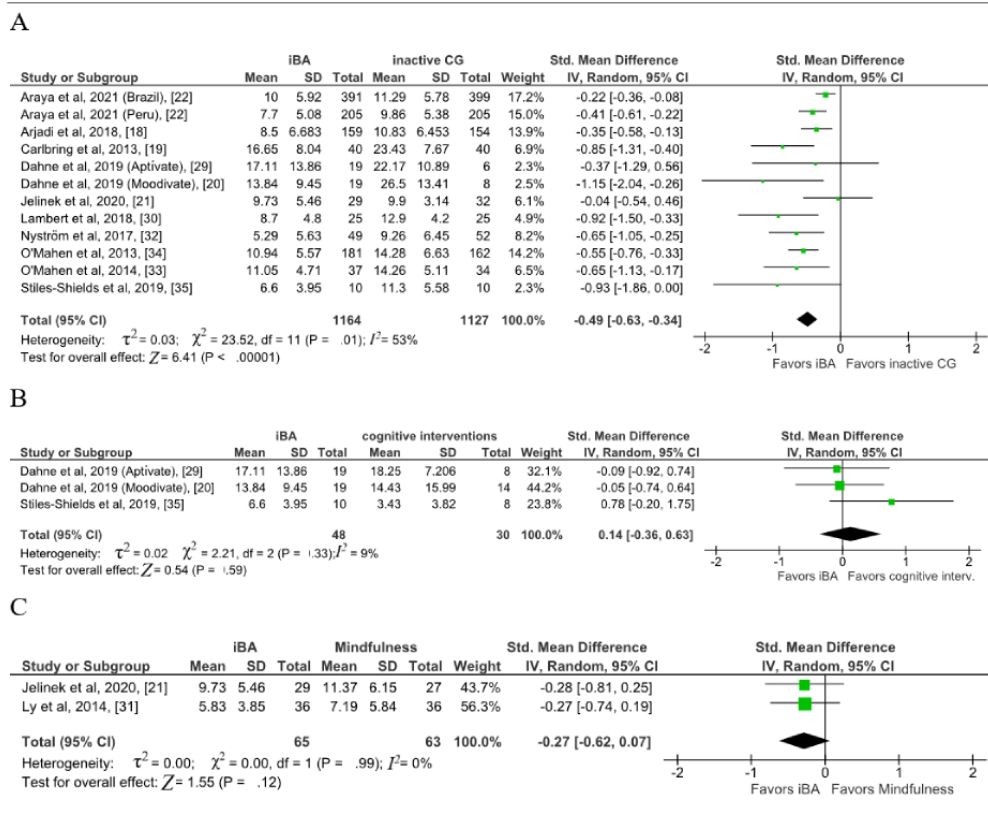 A
iBA inactive CG Std. Mean Difference Std. Mean Difference
Study or Subgroup Mean SD Total Mean SD Total Weight IV, Random, 95% CI IV, Random, 95% CI
Araya et al, 2021 (Brazil), [22] 10 5.92 391 11.29 5.78 399 17.2% -0.22 [-0.36, -0.08]
Araya et al, 2021 (Peru), [22] 7.7 5.08 205 9.86 5.38 205 15.0% -0.41 [-0.61, -0.22]
Arjadi et al, 2018, [18] 8.5 6.683 159 10.83 6.453 154 13.9% -0.35 [-0.58, -0.13]
Carlbring et al, 2013, [19] 16.65 8.04 40 23.43 7.67 40 7.0% -0.85 [-1.31, -0.40]
Dahne et al, 2019 (Aptívate), [29] 17.11 13.86 19 22.17 10.89 6 2.3% -0.37 [-1.29, 0.56]
Dahne et al, 2019 (Moodivate), [20] 13.84 9.45 19 26.5 13.41 8 2.5% -1.15 [-2.04, -0.26]
Jelinek et al, 2020, [21] 9.73 5.46 29 9.9 3.14 32 6.1% -0.04 [-0.54, 0.46]
Lambert et al, 2018, [30] 8.7 4.8 25 12.9 4.2 25 5.0% -0.92 [-1.50, -0.33]
Nyström et al, 2017, [32] 5.29 5.63 49 9.26 6.45 52 8.2% -0.65 [-1.05, -0.25]
O'Mahen et al, 2013, [34] 10.94 5.57 181 14.28 6.63 162 14.2% -0.55 [-0.76, -0.33]
O'Mahen et al, 2014, [33] 11.05 4.71 37 14.26 5.11 34 6.5% -0.65 [-1.13, -0.17]
Stiles-Shields et al, 2019, [35] 6.6 3.95 10 11.3 5.58 10 2.3% -0.93 [-1.86, 0.00]
Total (95% CI) 1164 1127 100.0% -0.49 [-0.63, -0.34]
Heterogeneity: τ² = 0.03; χ² = 23.52, df = 11 (P = .01); I² = 53%
Test for overall effect: Z = 6.41 (P < .00001)
-2 -1 0 1 2
Favors iBA Favors inactive CG
B
iBA cognitive interventions Std. Mean Difference Std. Mean Difference
Study or Subgroup Mean SD Total Mean SD Total Weight IV, Random, 95% CI IV, Random, 95% CI
Dahne et al, 2019 (Aptívate), [29] 17.11 13.86 19 18.25 7.206 8 32.1% -0.09 [-0.92, 0.74]
Dahne et al, 2019 (Moodivate), [20] 13.84 9.45 19 14.43 15.99 14 44.2% -0.05 [-0.74, 0.64]
Stiles-Shields et al, 2019, [35] 6.6 3.95 10 3.43 3.82 8 23.8% 0.78 [-0.20, 1.75]
Total (95% CI) 48 30 100.0% 0.14 [-0.36, 0.63]
Heterogeneity: τ² = 0.02 χ² = 2.21, df = 2 (P = .33); I² = 9%
Test for overall effect: Z = 0.54 (P = .59)
-2 -1 0 1 2
Favors iBA Favors cognitive interv.
C
iBA Mindfulness Std. Mean Difference Std. Mean Difference
Study or Subgroup Mean SD Total Mean SD Total Weight IV, Random, 95% CI IV, Random, 95% CI
Jelinek et al, 2020, [21] 9.73 5.46 29 11.37 6.15 27 43.7% -0.28 [-0.81, 0.25]
Ly et al, 2014, [31] 5.83 3.85 36 7.19 5.84 36 56.3% -0.27 [-0.74, 0.19]
Total (95% CI) 65 63 100.0% -0.27 [-0.62, 0.07]
Heterogeneity: τ² = 0.00; χ² = 0.00, df = 1 (P = .99); I² = 0%
Test for overall effect: Z = 1.55 (P = .12)
-2 -1 0 1 2
Favors iBA Favors Mindfulness